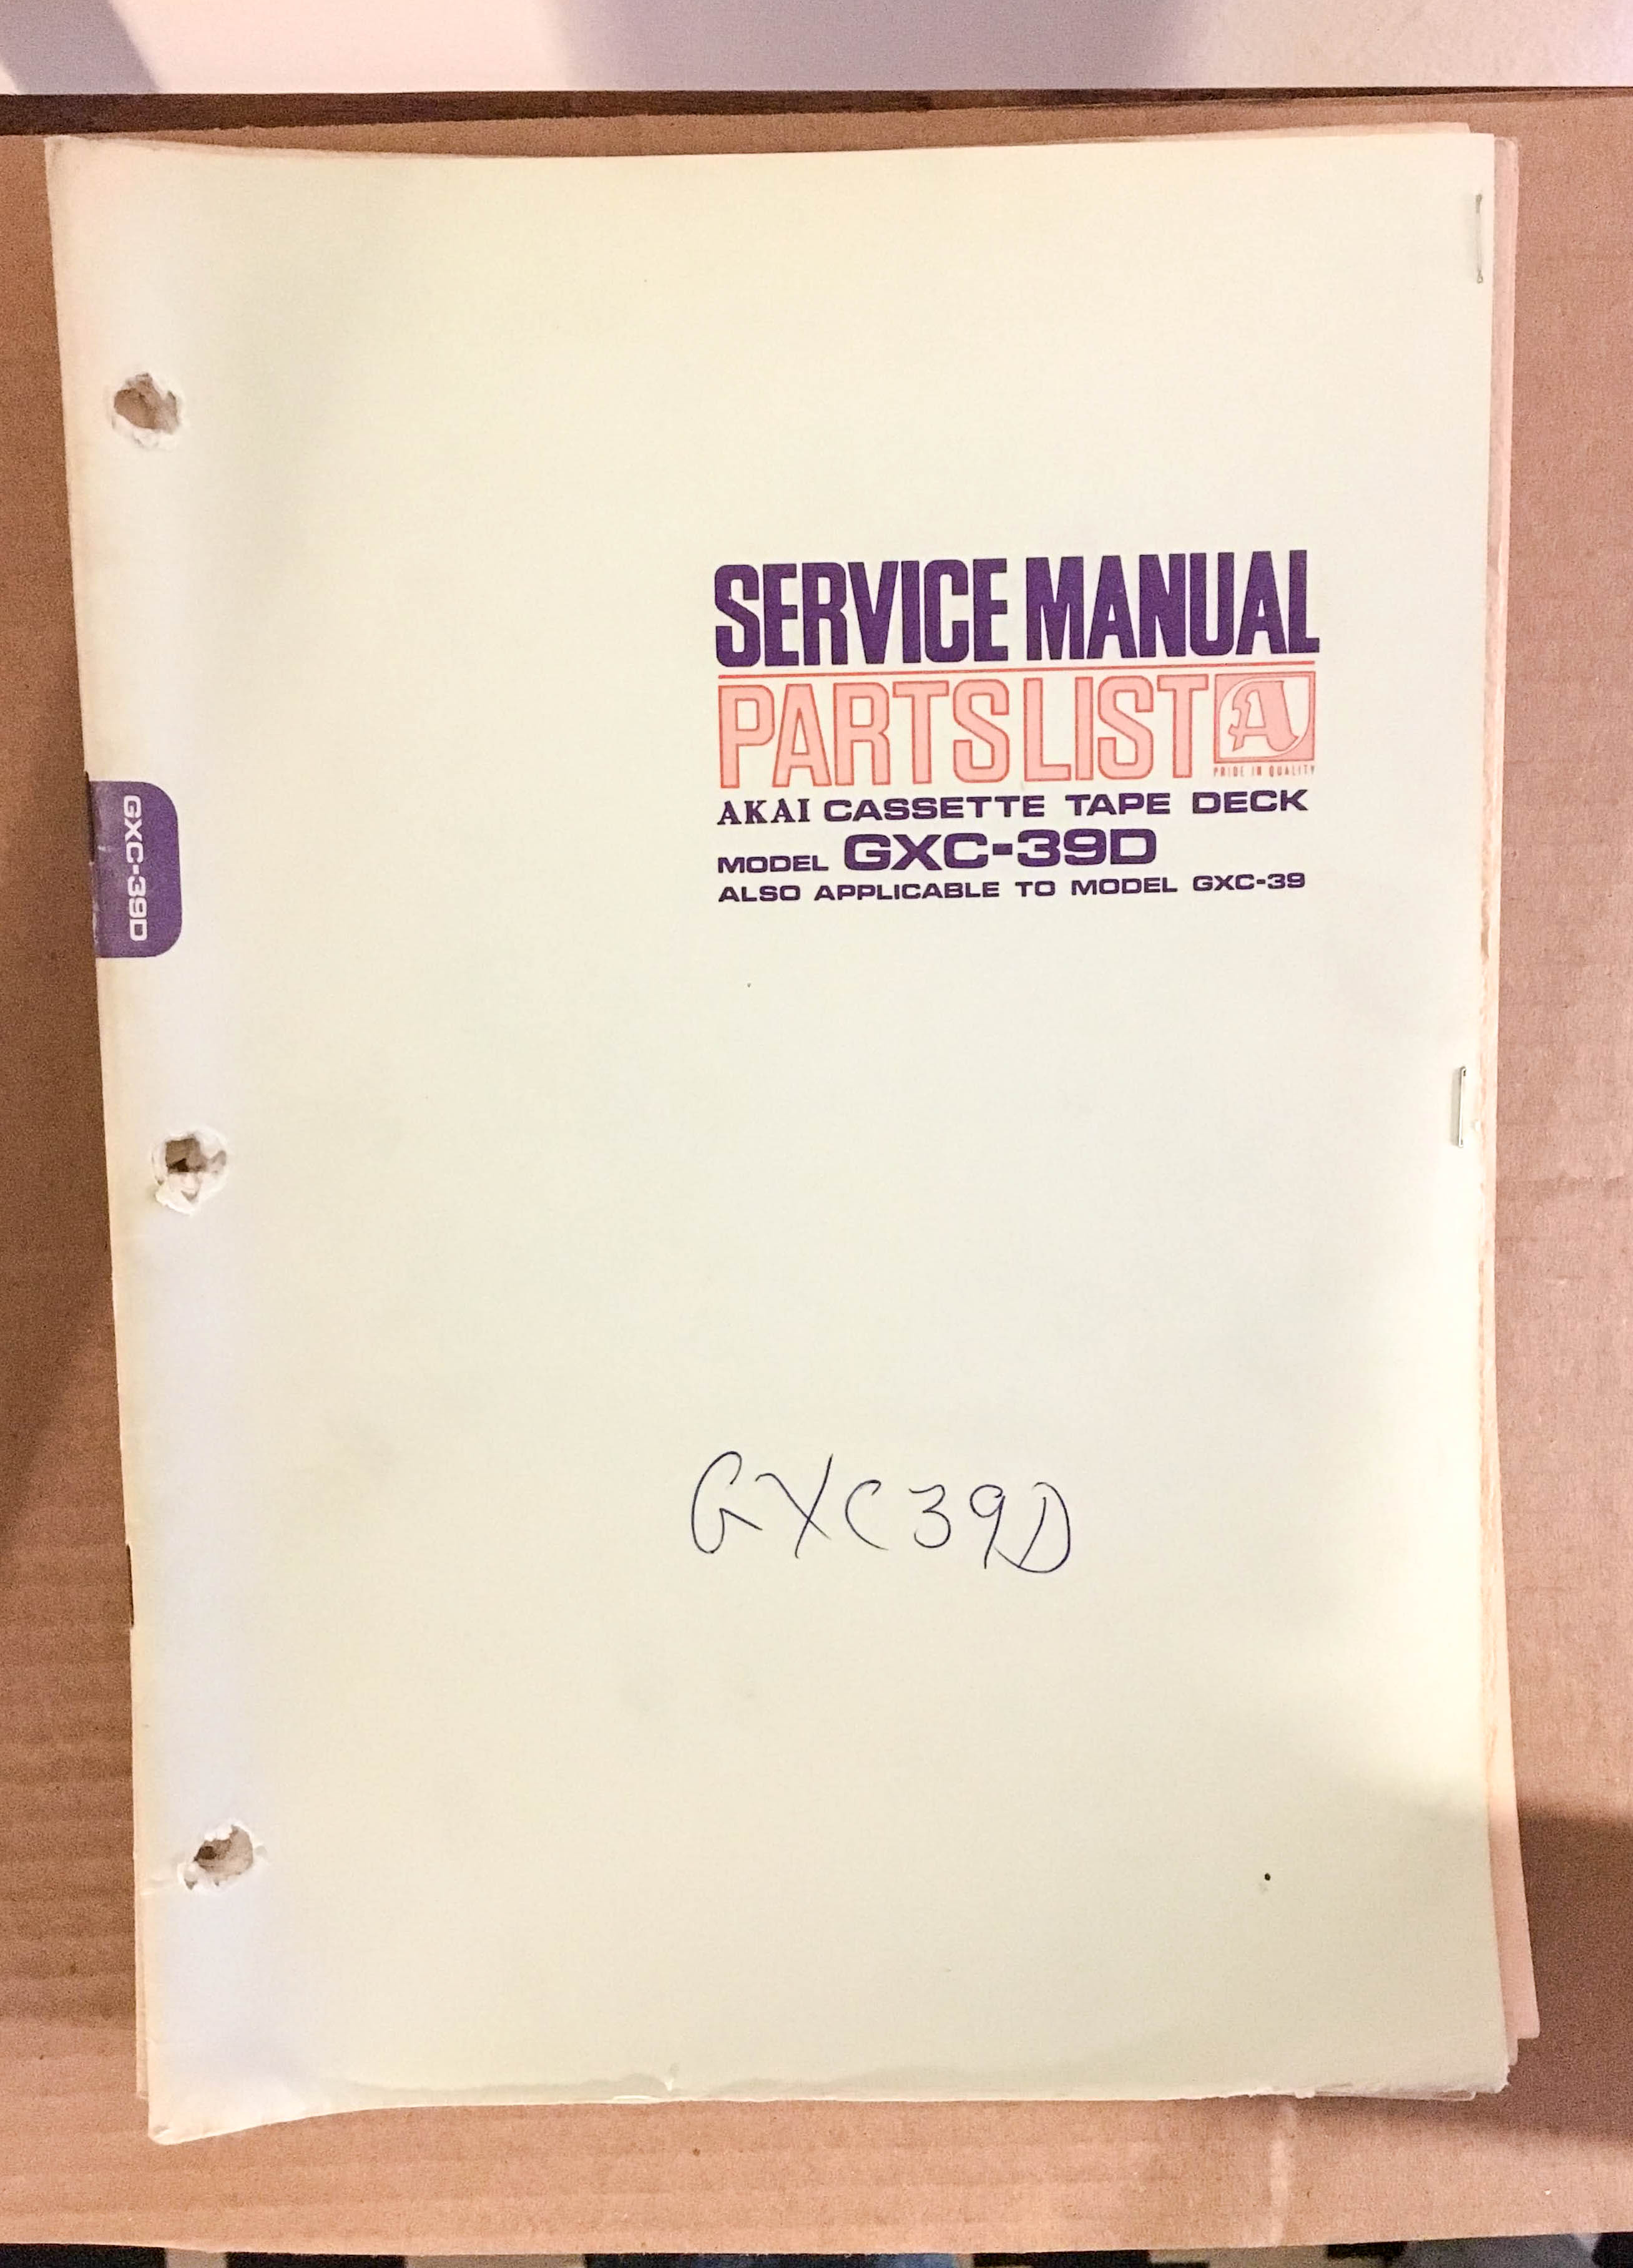 SERVICE MANUAL
PARTS LIST
A
PRIDE IN QUALITY
AKAI CASSETTE TAPE DECK
MODEL GXC-39D
ALSO APPLICABLE TO MODEL GXC-39
GXC-39D
GXC39D